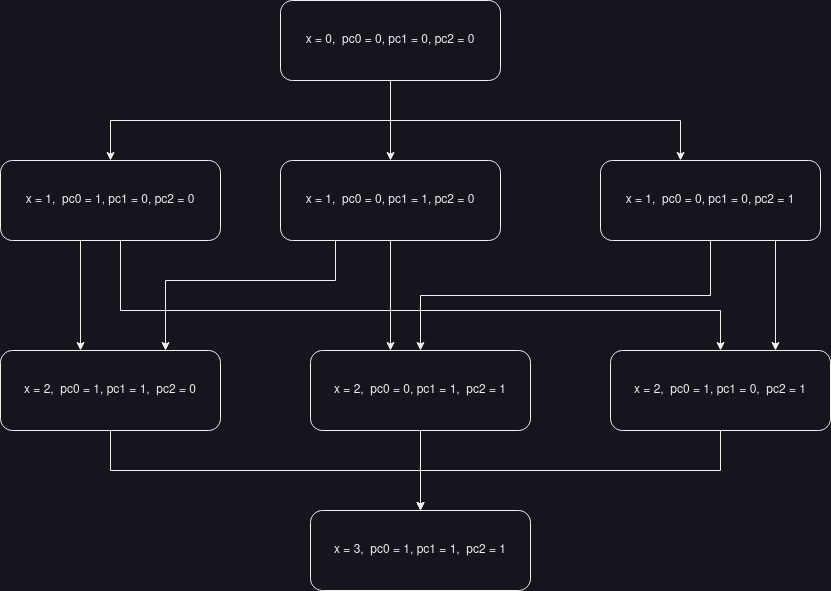 x = 0,  pc0 = 0, pc1 = 0, pc2 = 0
x = 1,  pc0 = 1, pc1 = 0, pc2 = 0
x = 1,  pc0 = 0, pc1 = 1, pc2 = 0
x = 1,  pc0 = 0, pc1 = 0, pc2 = 1
x = 2,  pc0 = 1, pc1 = 1,  pc2 = 0
x = 2,  pc0 = 0, pc1 = 1,  pc2 = 1
x = 2,  pc0 = 1, pc1 = 0,  pc2 = 1
x = 3,  pc0 = 1, pc1 = 1,  pc2 = 1